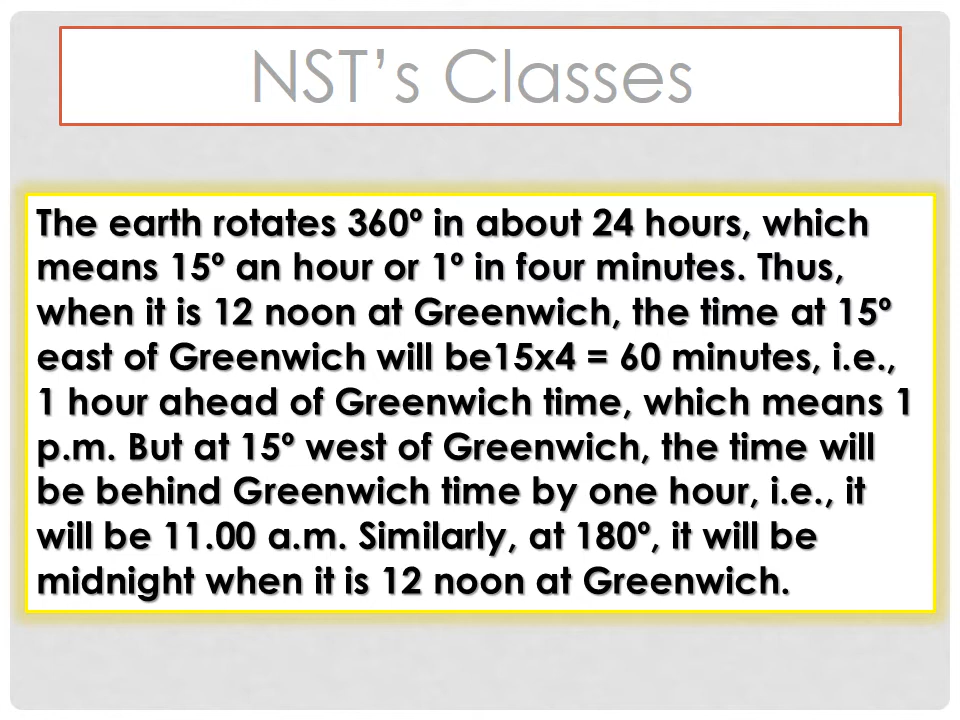 NST’s Classes
The earth rotates 360º in about 24 hours, which
means 15º an hour or 1º in four minutes. Thus,
when it is 12 noon at Greenwich, the time at 15º
east of Greenwich will be15x4 = 60 minutes, i.e.,
1 hour ahead of Greenwich time, which means 1
p.m. But at 15º west of Greenwich, the time will
be behind Greenwich time by one hour, i.e., it
will be 11.00 a.m. Similarly, at 180º, it will be
midnight when it is 12 noon at Greenwich.